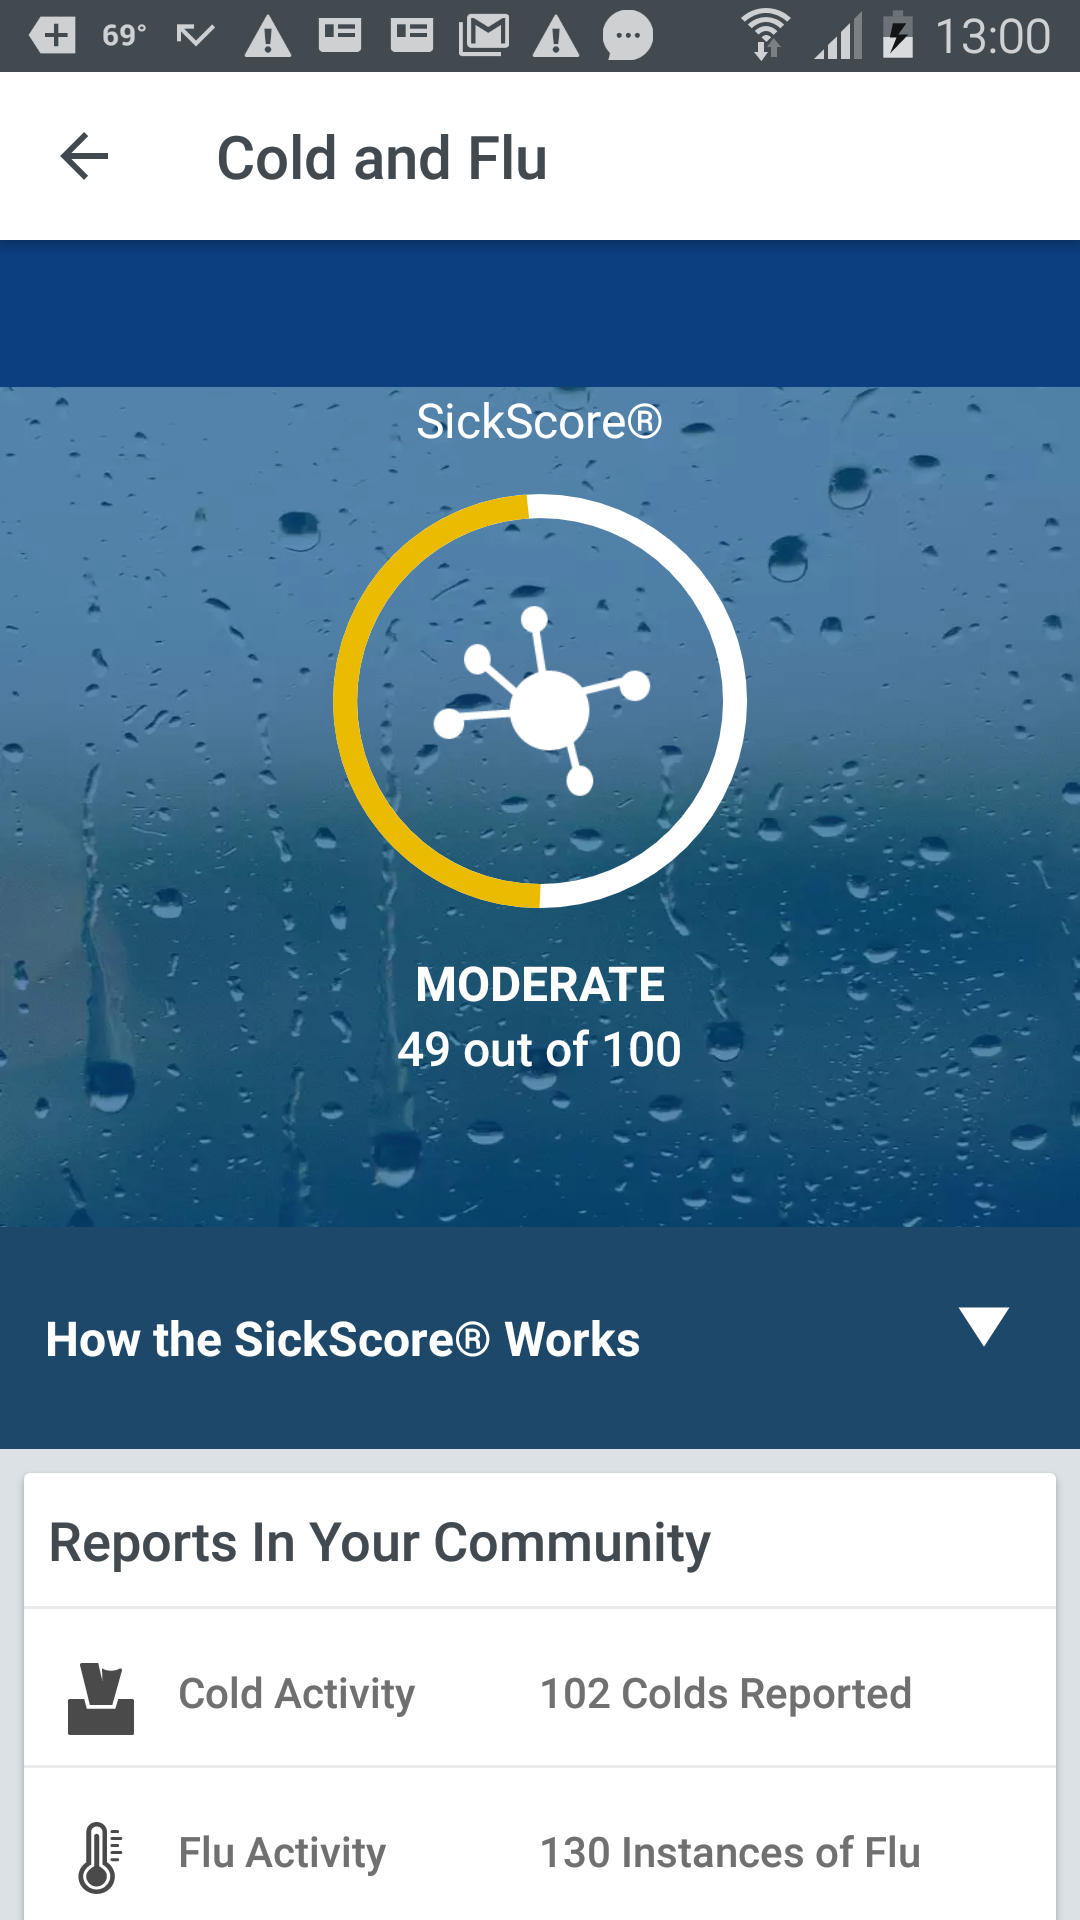 69° 13:00
Cold and Flu
SickScore®
MODERATE
49 out of 100
How the SickScore® Works
Reports In Your Community
Cold Activity 102 Colds Reported
Flu Activity 130 Instances of Flu